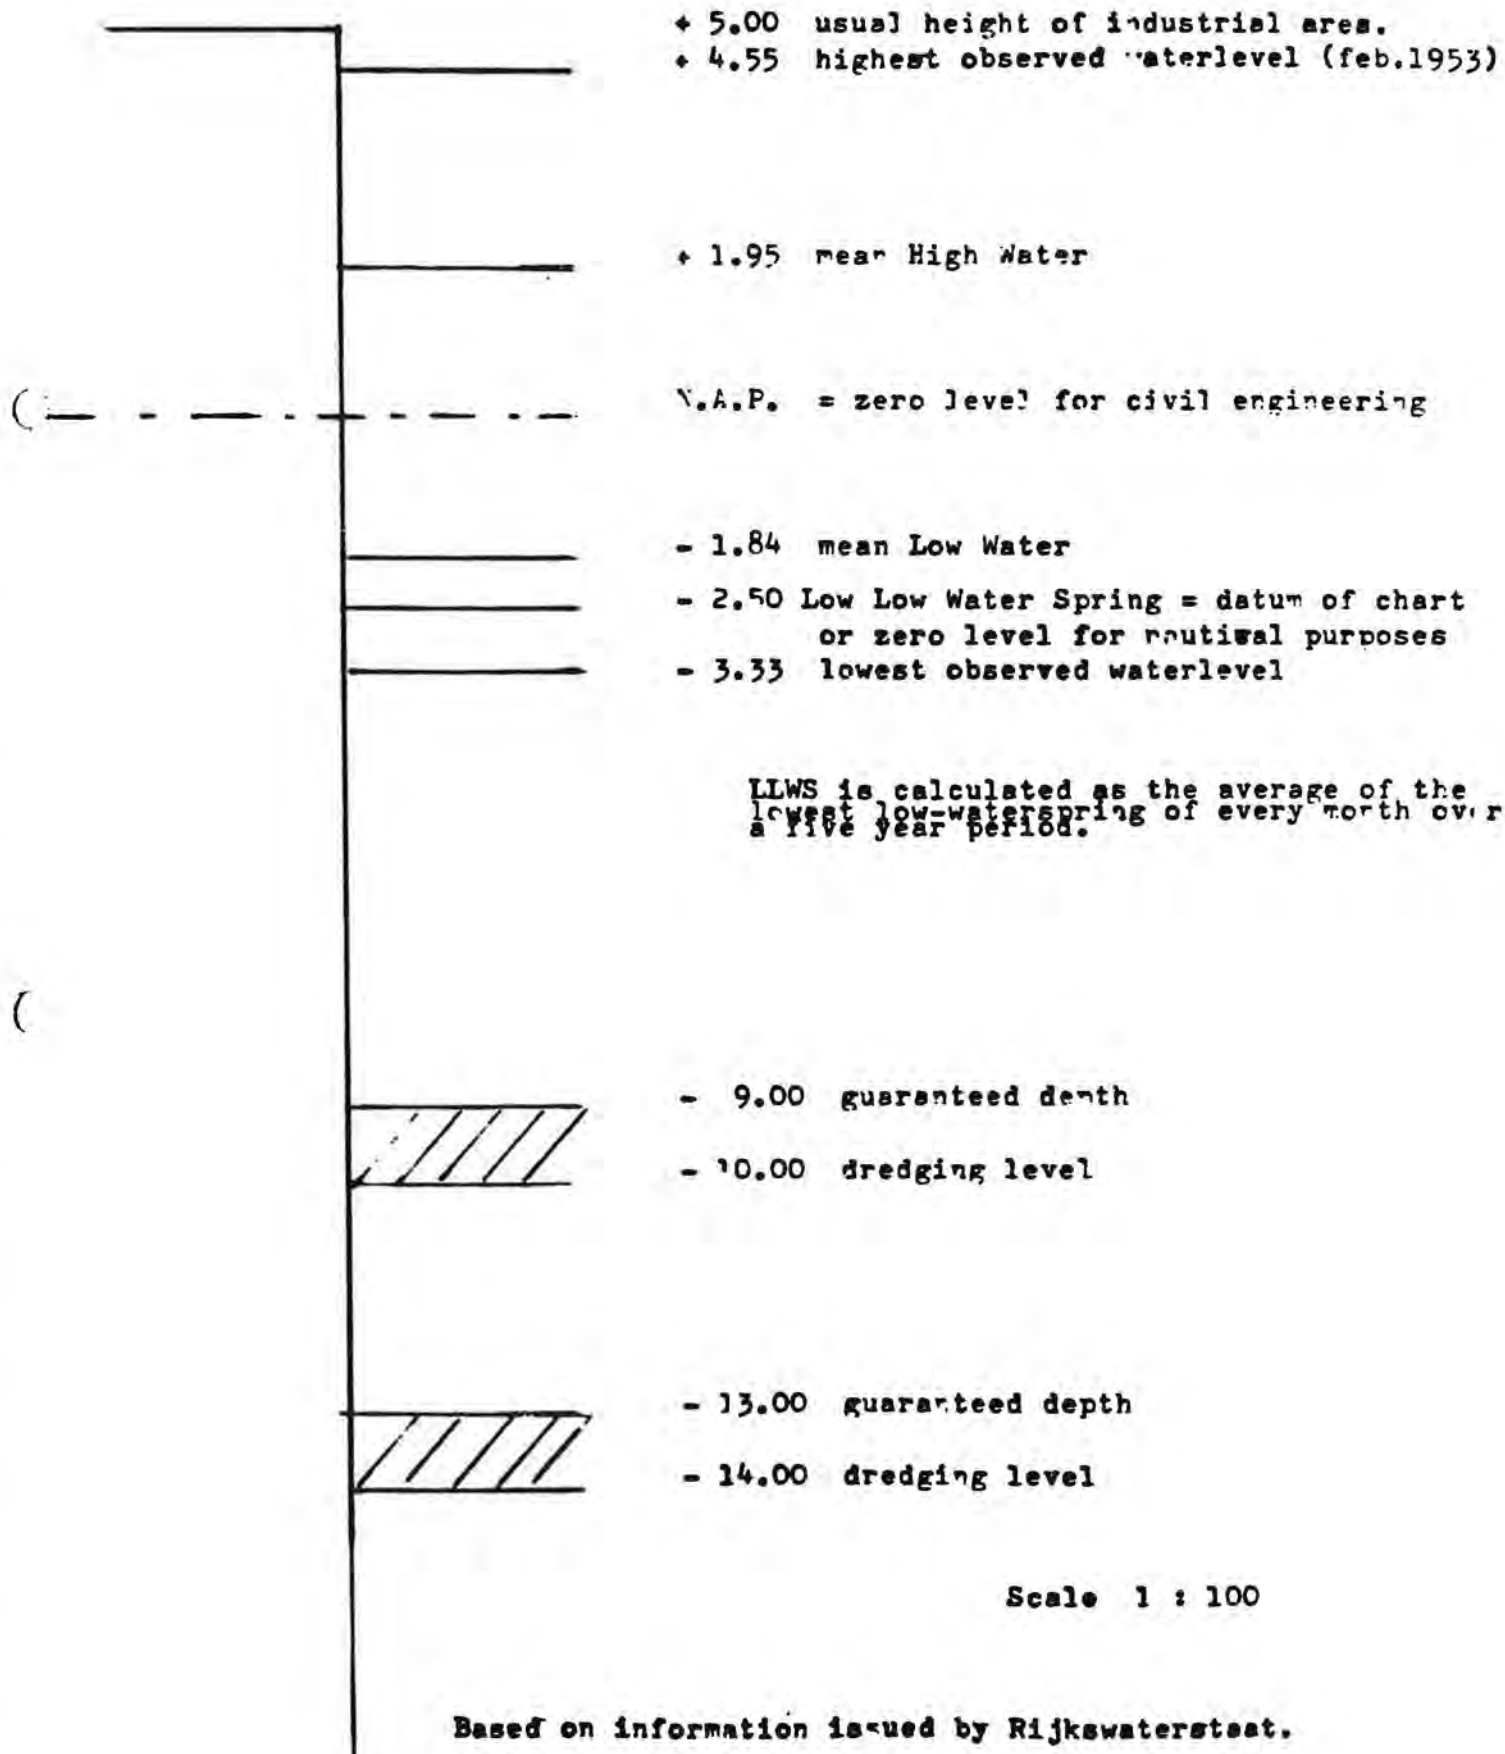 + 5.00 usual height of industrial area.
+ 4.55 highest observed waterlevel (feb.1953)
+ 1.95 mean High Water
N.A.P. = zero level for civil engineering
- 1.84 mean Low Water
- 2.50 Low Low Water Spring = datum of chart
or zero level for nautical purposes
- 3.33 lowest observed waterlevel
LLWS is calculated as the average of the
lowest low-waterspring of every month over
a five year period.
- 9.00 guaranteed depth
- 10.00 dredging level
- 13.00 guaranteed depth
- 14.00 dredging level
Scale 1 : 100
Based on information issued by Rijkswaterstaat.